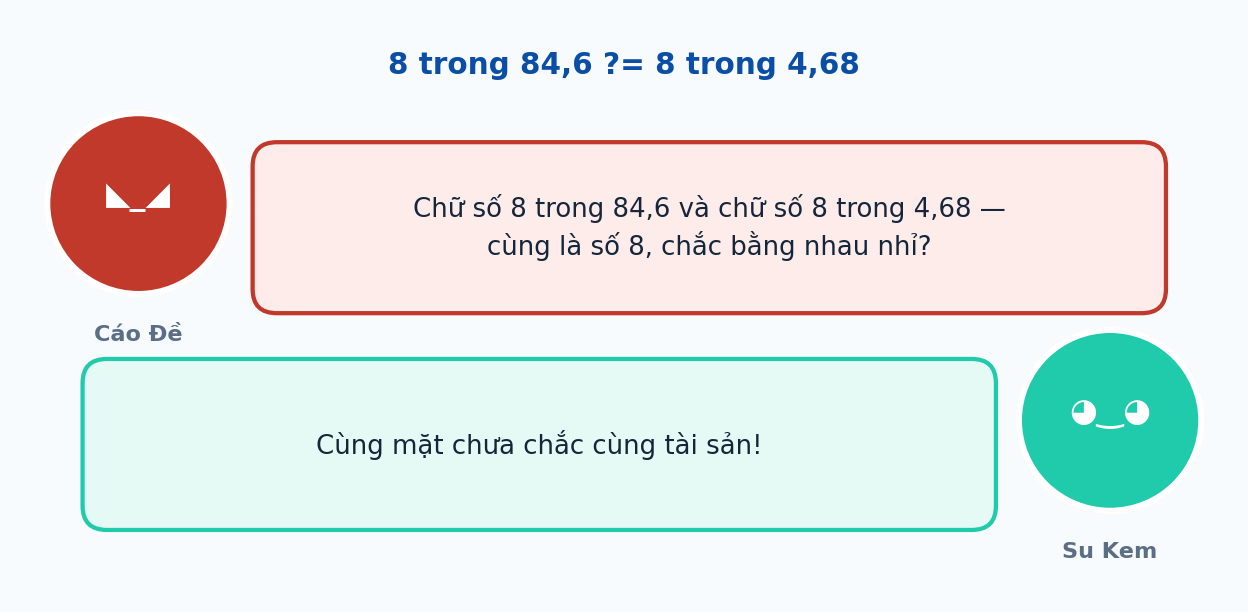 8 trong 84,6 ?= 8 trong 4,68
Chữ số 8 trong 84,6 và chữ số 8 trong 4,68 —
cùng là số 8, chắc bằng nhau nhỉ?
Cáo Đề
Cùng mặt chưa chắc cùng tài sản!
Su Kem